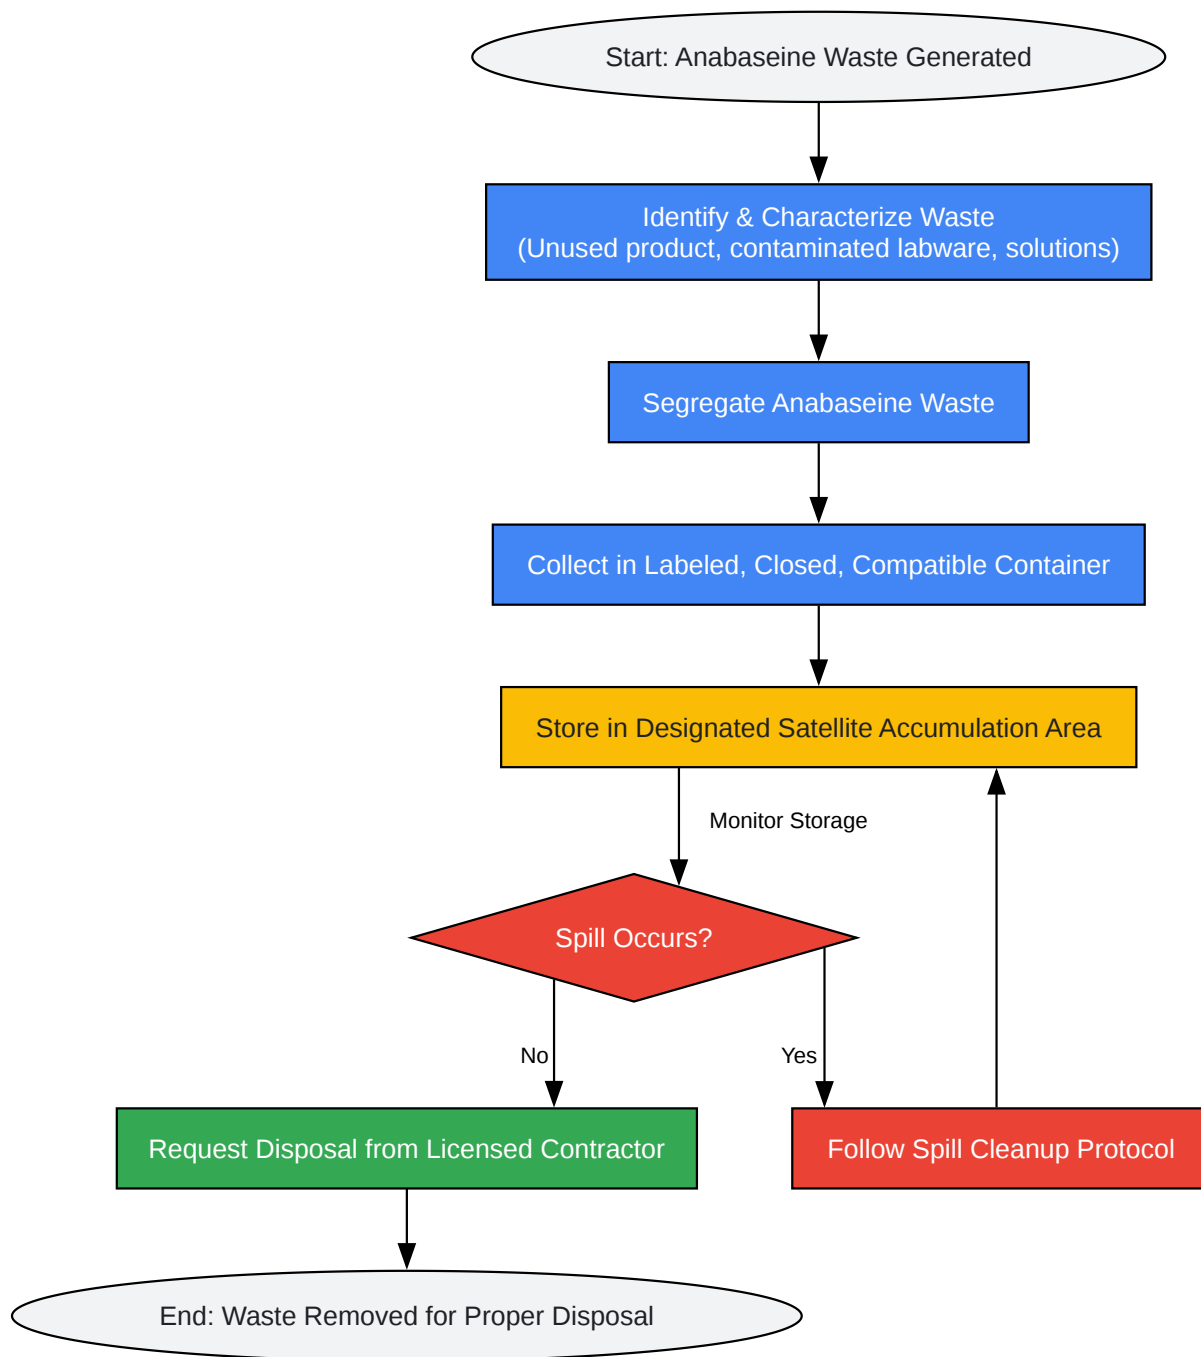 Start: Anabaseine Waste Generated
Identify & Characterize Waste
(Unused product, contaminated labware, solutions)
Segregate Anabaseine Waste
Collect in Labeled, Closed, Compatible Container
Store in Designated Satellite Accumulation Area
Monitor Storage
Spill Occurs?
No
Yes
Request Disposal from Licensed Contractor
Follow Spill Cleanup Protocol
End: Waste Removed for Proper Disposal